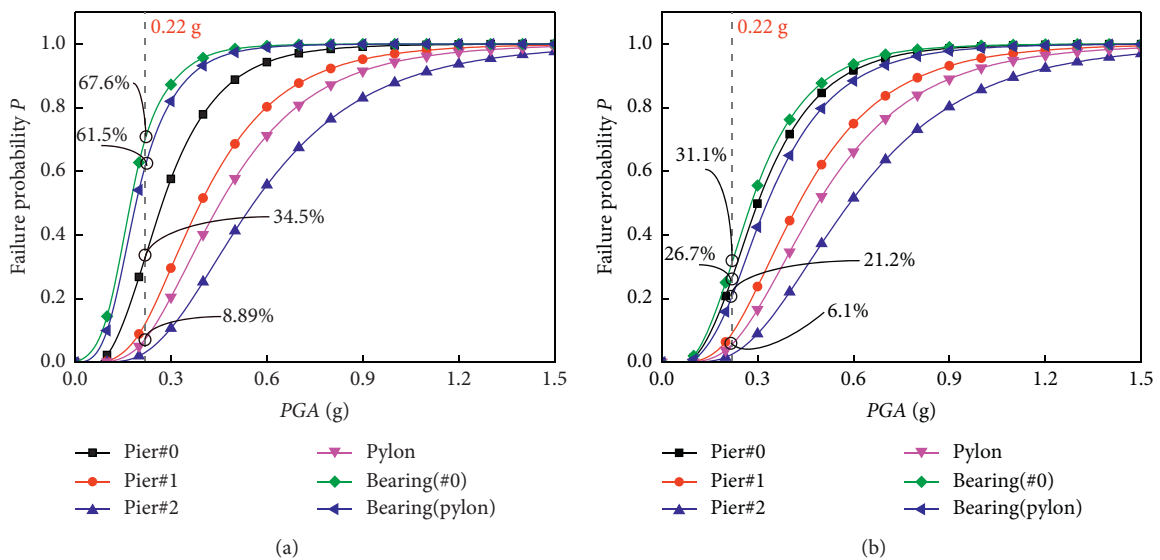 0.22 g
1.0
0.8
0.6
0.4
0.2
0.0
Failure probability P
67.6%
61.5%
34.5%
8.89%
0.0 0.3 0.6 0.9 1.2 1.5
PGA (g)
Pier#0
Pier#1
Pier#2
Pylon
Bearing(#0)
Bearing(pylon)
(a)
0.22 g
1.0
0.8
0.6
0.4
0.2
0.0
Failure probability P
31.1%
26.7%
21.2%
6.1%
0.0 0.3 0.6 0.9 1.2 1.5
PGA (g)
Pier#0
Pier#1
Pier#2
Pylon
Bearing(#0)
Bearing(pylon)
(b)